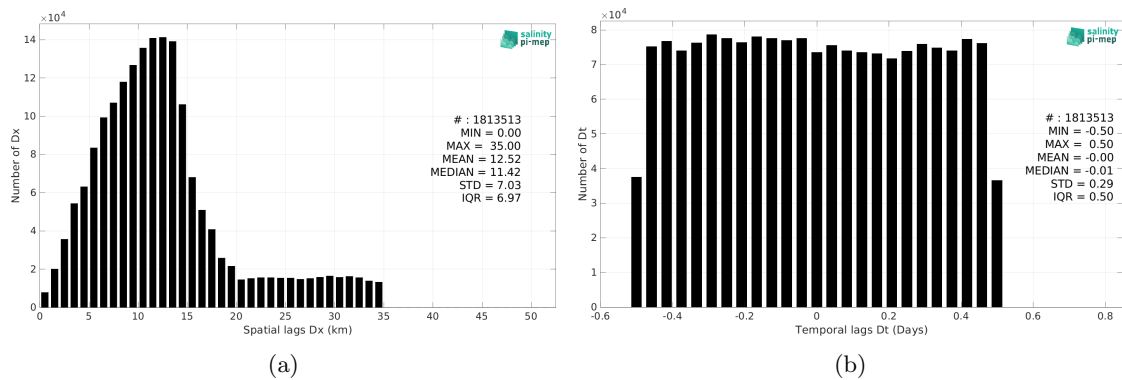 ×10⁴
14
12
10
8
6
4
2
0
0 5 10 15 20 25 30 35 40 45 50
Number of Dx
Spatial lags Dx (km)
salinity
pi-mep
# : 1813513
MIN = 0.00
MAX = 35.00
MEAN = 12.52
MEDIAN = 11.42
STD = 7.03
IQR = 6.97
(a)
×10⁴
8
7
6
5
4
3
2
1
0
-0.6 -0.4 -0.2 0 0.2 0.4 0.6 0.8
Number of Dt
Temporal lags Dt (Days)
salinity
pi-mep
# : 1813513
MIN = -0.50
MAX = 0.50
MEAN = -0.00
MEDIAN = -0.01
STD = 0.29
IQR = 0.50
(b)